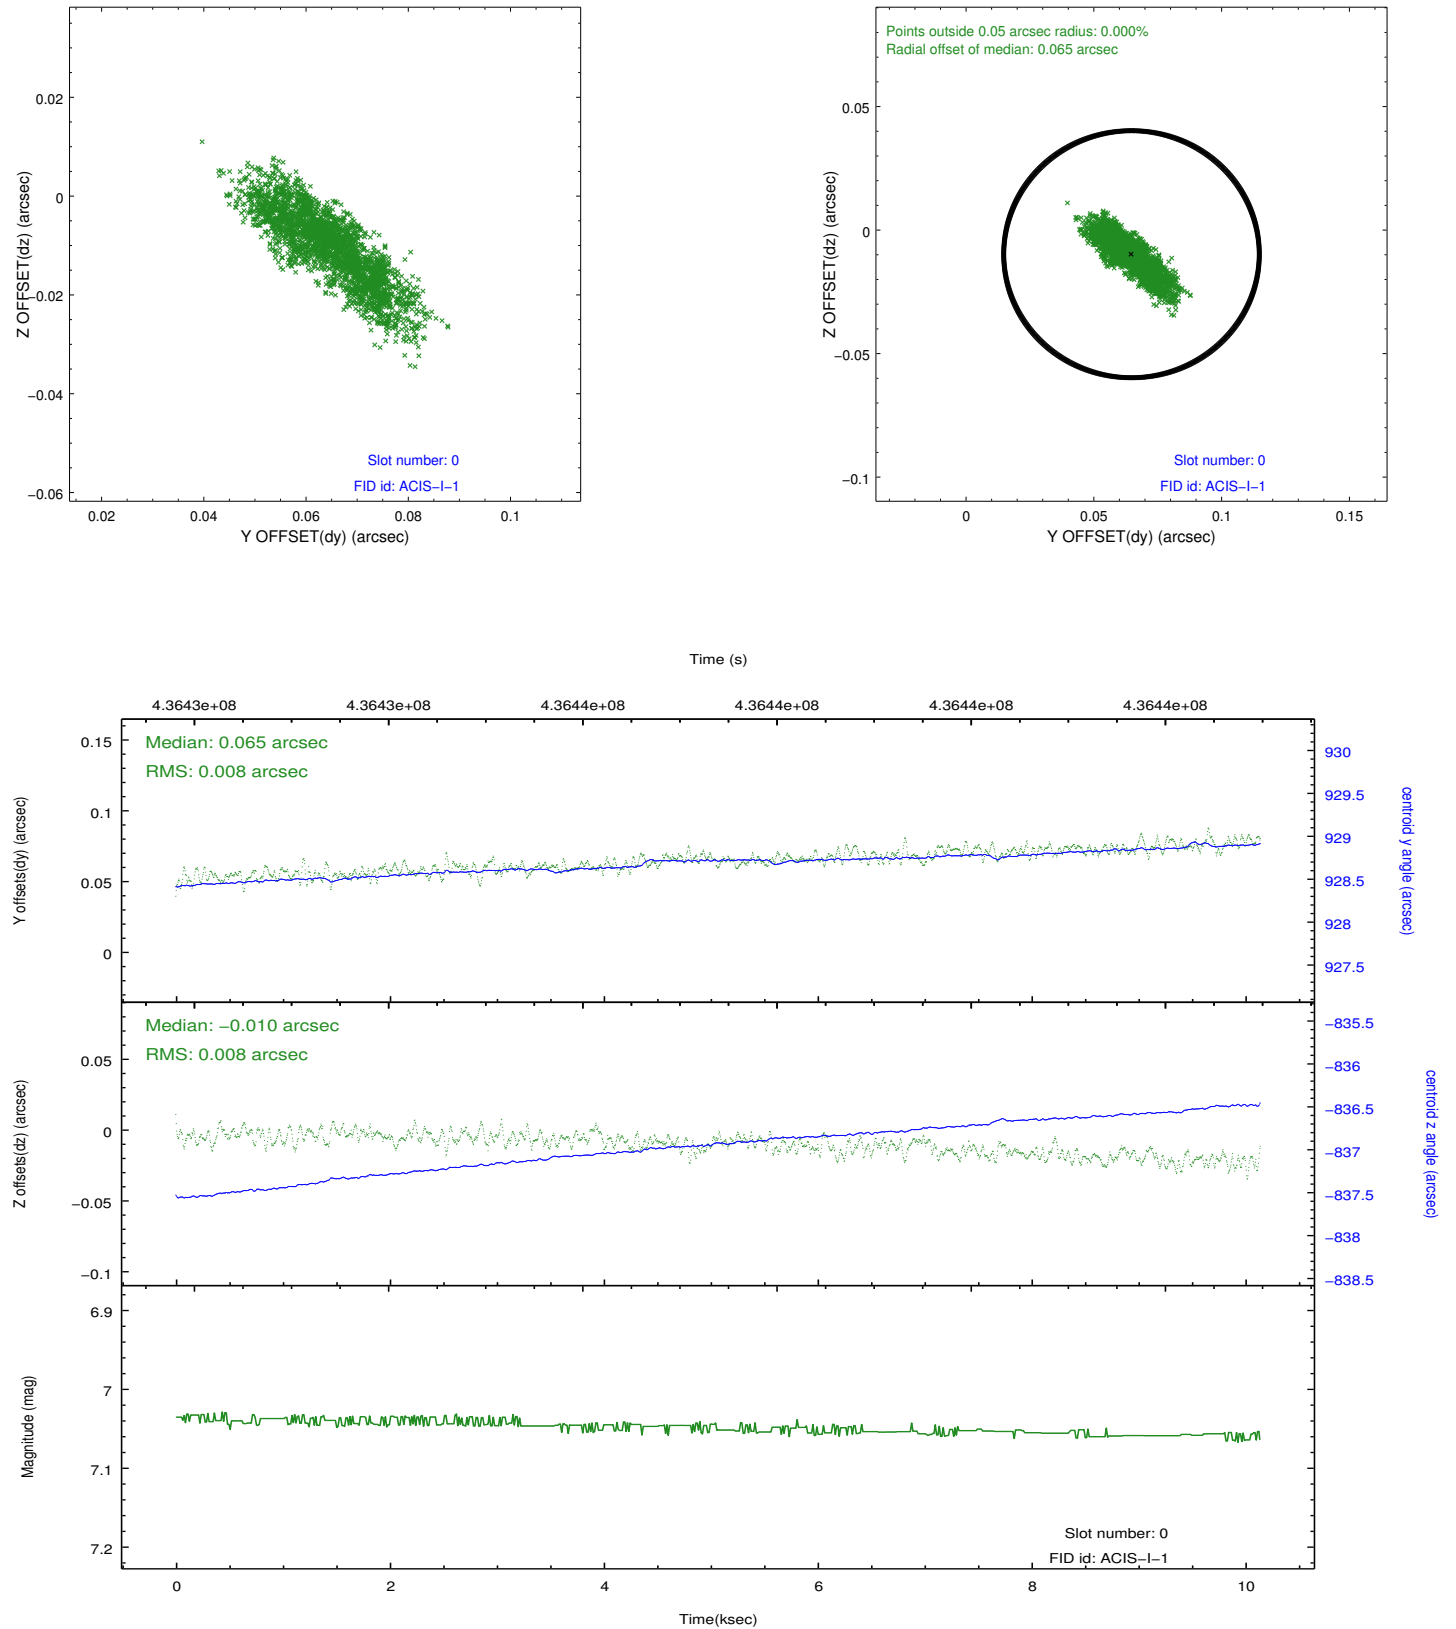 0.02
0
−0.02
−0.04
−0.06
Z OFFSET(dz) (arcsec)
Slot number: 0
FID id: ACIS−I−1
0.02
0.04
0.06
0.08
0.1
Y OFFSET(dy) (arcsec)
Points outside 0.05 arcsec radius: 0.000%
Radial offset of median: 0.065 arcsec
0.05
0
−0.05
−0.1
Z OFFSET(dz) (arcsec)
Slot number: 0
FID id: ACIS−I−1
0
0.05
0.1
0.15
Y OFFSET(dy) (arcsec)
Time (s)
4.3643e+08
4.3643e+08
4.3644e+08
4.3644e+08
4.3644e+08
4.3644e+08
Median: 0.065 arcsec
RMS: 0.008 arcsec
0.15
0.1
0.05
0
Y offsets(dy) (arcsec)
930
929.5
929
928.5
928
927.5
centroid y angle (arcsec)
Median: −0.010 arcsec
RMS: 0.008 arcsec
0.05
0
−0.05
−0.1
Z offsets(dz) (arcsec)
−835.5
−836
−836.5
−837
−837.5
−838
−838.5
centroid z angle (arcsec)
6.9
7
7.1
7.2
Magnitude (mag)
Slot number: 0
FID id: ACIS−I−1
0
2
4
6
8
10
Time(ksec)